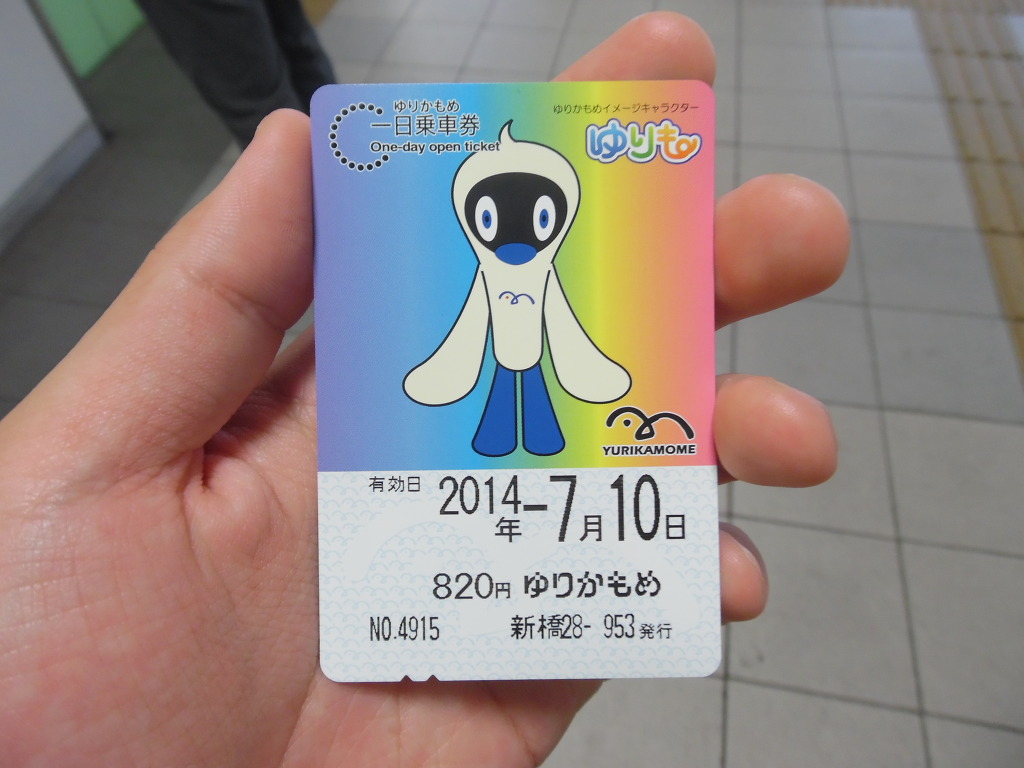 ゆりかもめ
一日乗車券
One-day open ticket
ゆりかもめイメージキャラクター
ゆりも
YURIKAMOME
有効日 2014年-7月10日
820円 ゆりかもめ
NO.4915 新橋28- 953発行